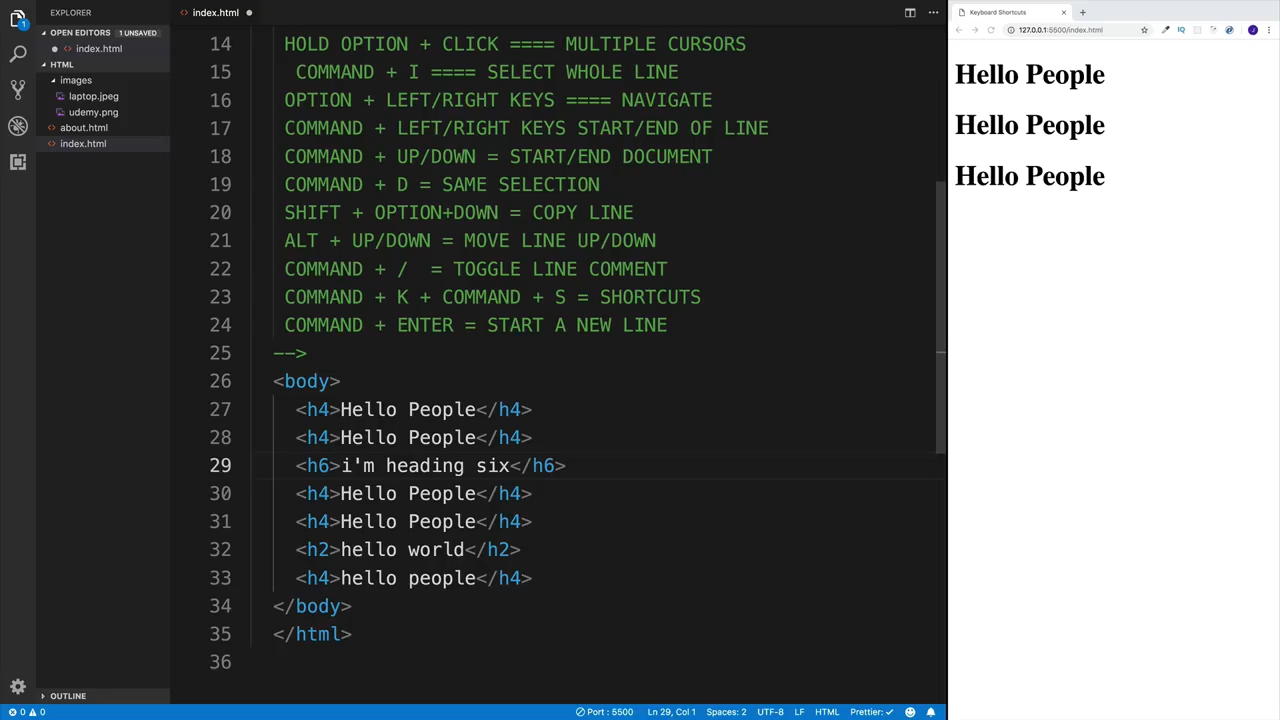 EXPLORER
OPEN EDITORS 1 UNSAVED
index.html
HTML
images
laptop.jpeg
udemy.png
about.html
index.html
OUTLINE
1
index.html
14 HOLD OPTION + CLICK ==== MULTIPLE CURSORS
15 COMMAND + I ==== SELECT WHOLE LINE
16 OPTION + LEFT/RIGHT KEYS ==== NAVIGATE
17 COMMAND + LEFT/RIGHT KEYS START/END OF LINE
18 COMMAND + UP/DOWN = START/END DOCUMENT
19 COMMAND + D = SAME SELECTION
20 SHIFT + OPTION+DOWN = COPY LINE
21 ALT + UP/DOWN = MOVE LINE UP/DOWN
22 COMMAND + /  = TOGGLE LINE COMMENT
23 COMMAND + K + COMMAND + S = SHORTCUTS
24 COMMAND + ENTER = START A NEW LINE
25 -->
26 <body>
27 <h4>Hello People</h4>
28 <h4>Hello People</h4>
29 <h6>i'm heading six</h6>
30 <h4>Hello People</h4>
31 <h4>Hello People</h4>
32 <h2>hello world</h2>
33 <h4>hello people</h4>
34 </body>
35 </html>
36
0 0 Port : 5500 Ln 29, Col 1 Spaces: 2 UTF-8 LF HTML Prettier: ✓
Keyboard Shortcuts
127.0.0.1:5500/index.html
IQ
J
Hello People
Hello People
Hello People